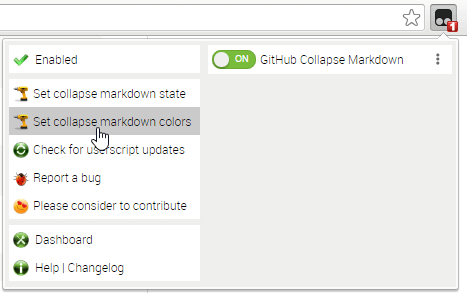 1
Enabled
ON
GitHub Collapse Markdown
Set collapse markdown state
Set collapse markdown colors
Check for userscript updates
Report a bug
Please consider to contribute
Dashboard
Help | Changelog